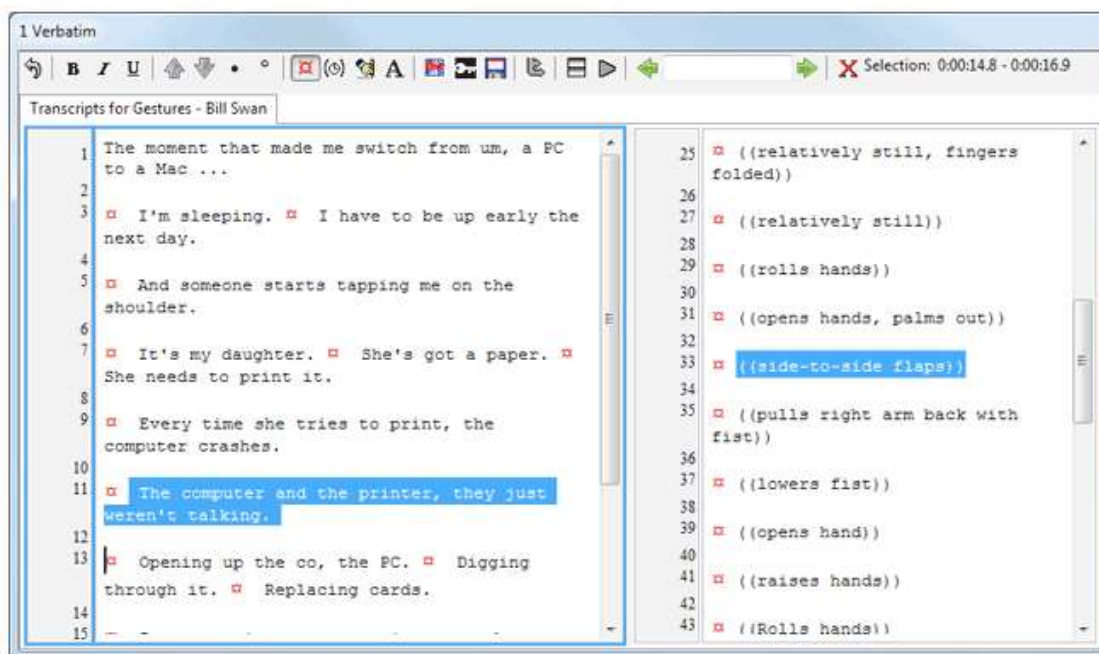 1 Verbatim
B I U A Selection: 0:00:14.8 - 0:00:16.9
Transcripts for Gestures - Bill Swan
1 The moment that made me switch from um, a PC
to a Mac ...
2
3 ¤ I'm sleeping. ¤ I have to be up early the
next day.
4
5 ¤ And someone starts tapping me on the
shoulder.
6
7 ¤ It's my daughter. ¤ She's got a paper. ¤
She needs to print it.
8
9 ¤ Every time she tries to print, the
computer crashes.
10
11 ¤ The computer and the printer, they just
weren't talking.
12
13 ¤ Opening up the co, the PC. ¤ Digging
through it. ¤ Replacing cards.
14
15
25 ¤ ((relatively still, fingers
folded))
26
27 ¤ ((relatively still))
28
29 ¤ ((rolls hands))
30
31 ¤ ((opens hands, palms out))
32
33 ¤ ((side-to-side flaps))
34
35 ¤ ((pulls right arm back with
fist))
36
37 ¤ ((lowers fist))
38
39 ¤ ((opens hand))
40
41 ¤ ((raises hands))
42
43 ¤ ((Rolls hands))